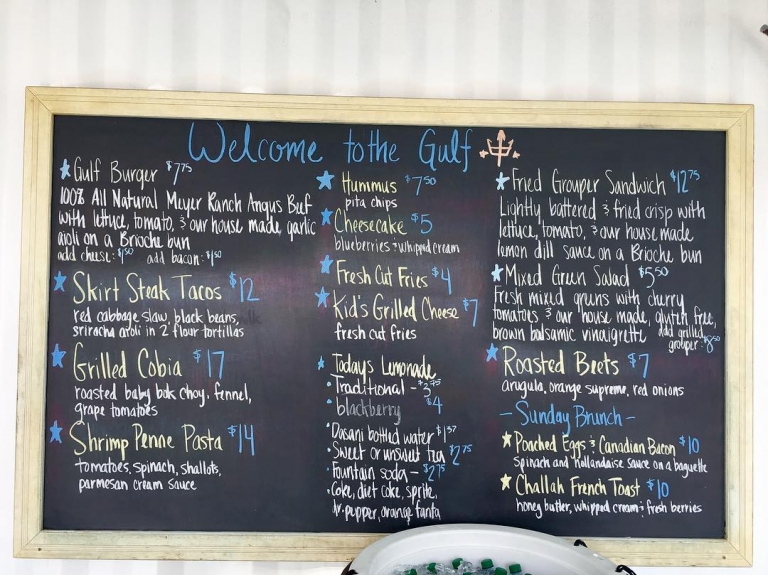 Welcome to the Gulf
Gulf Burger $7.75
100% All Natural Meyer Ranch Angus Beef
with lettuce, tomato, & our house made garlic
aioli on a Brioche bun
add cheese: $1.50 add bacon: $1.50
Skirt Steak Tacos $12
red cabbage slaw, black beans,
sriracha aioli in 2 flour tortillas
Grilled Cobia $17
roasted baby bok choy, fennel,
grape tomatoes
Shrimp Penne Pasta $14
tomatoes, spinach, shallots,
parmesan cream sauce
Hummus $7.50
pita chips
Cheesecake $5
blueberries & whipped cream
Fresh Cut Fries $4
Kid's Grilled Cheese $7
fresh cut fries
Todays Lemonade
• Traditional -
• blackberry $4
• Dasani bottled water
• Sweet or unsweet tea $2.75
• Fountain soda - $2.75
• Coke, diet coke, sprite,
dr. pepper, orange fanta
Fried Grouper Sandwich $12.75
Lightly battered & fried crisp with
lettuce, tomato, & our house made
lemon dill sauce on a Brioche bun
Mixed Green Salad $5.50
Fresh mixed greens with cherry
tomatoes & our house made, gluten free,
brown balsamic vinaigrette add grilled
grouper:
Roasted Beets $7
arugula, orange supreme, red onions
- Sunday Brunch -
Poached Eggs & Canadian Bacon $10
Spinach and Hollandaise Sauce on a baguette
Challah French Toast $10
honey butter, whipped cream & fresh berries